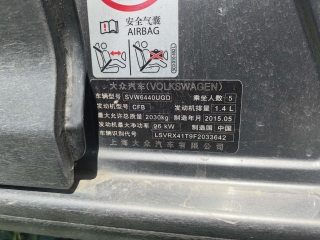 安全气囊
AIRBAG
大众汽车(VOLKSWAGEN)
车辆型号 SVW6440UGD 乘坐人数 5
发动机型号 CFB 发动机排量 1.4 L
最大允许总质量 2030kg 制造年月 2015.05
发动机最大净功率 96 kW 制造国 中国
车辆识别代号 LSVRX41T9F2033642
上海大众汽车有限公司